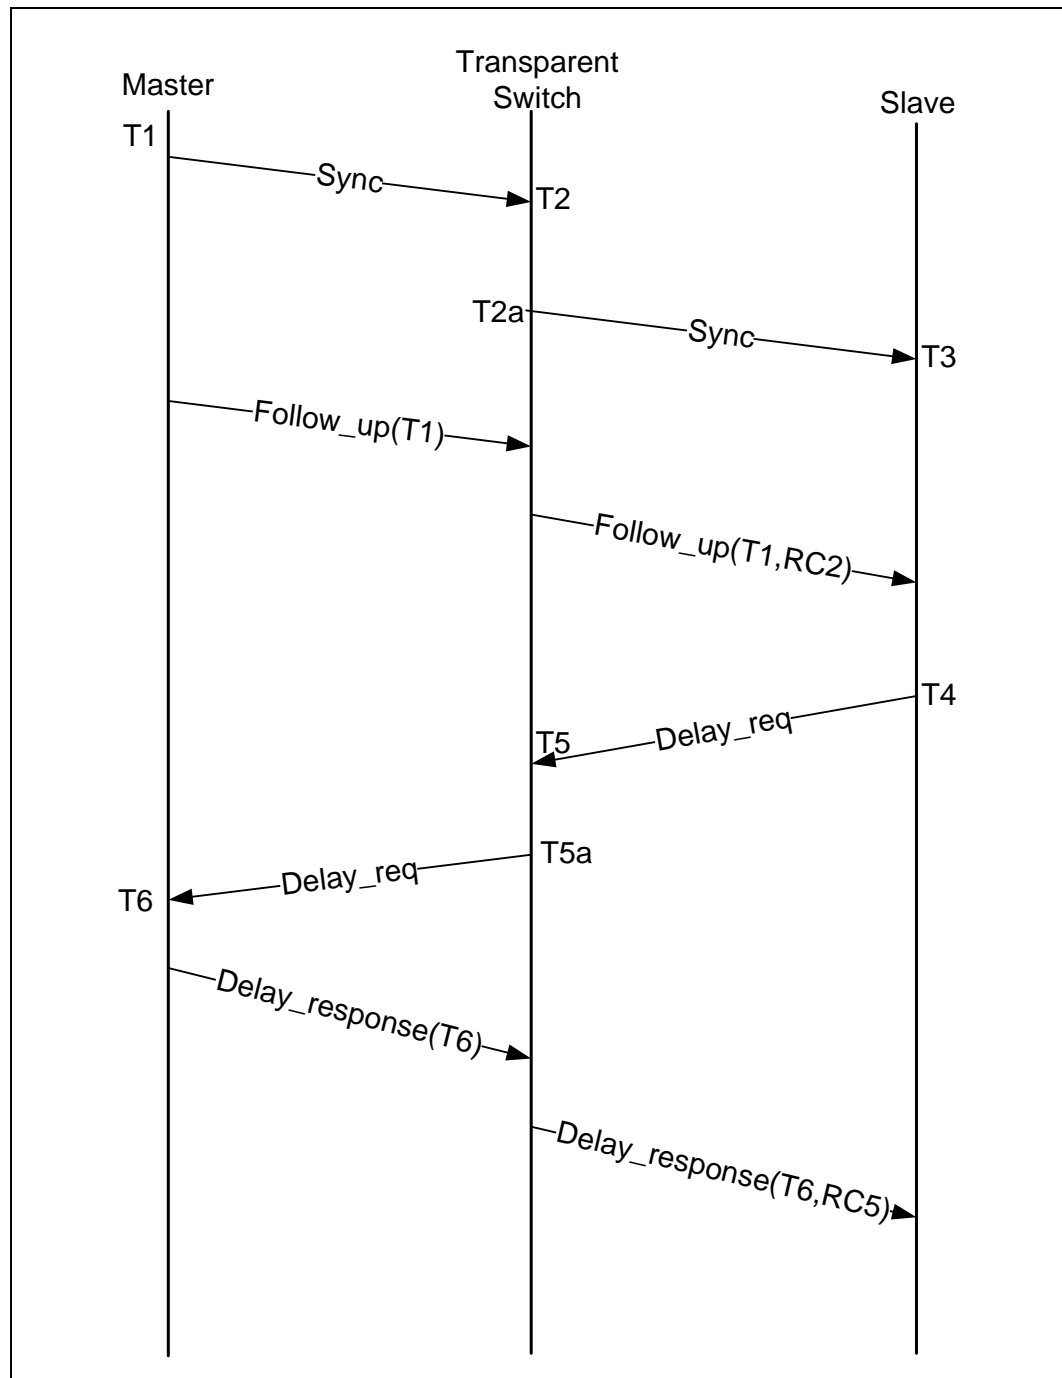 Master
Transparent
Switch
Slave
T1
Sync
T2
T2a
Sync
T3
Follow_up(T1)
Follow_up(T1,RC2)
T4
Delay_req
T5
T5a
Delay_req
T6
Delay_response(T6)
Delay_response(T6,RC5)